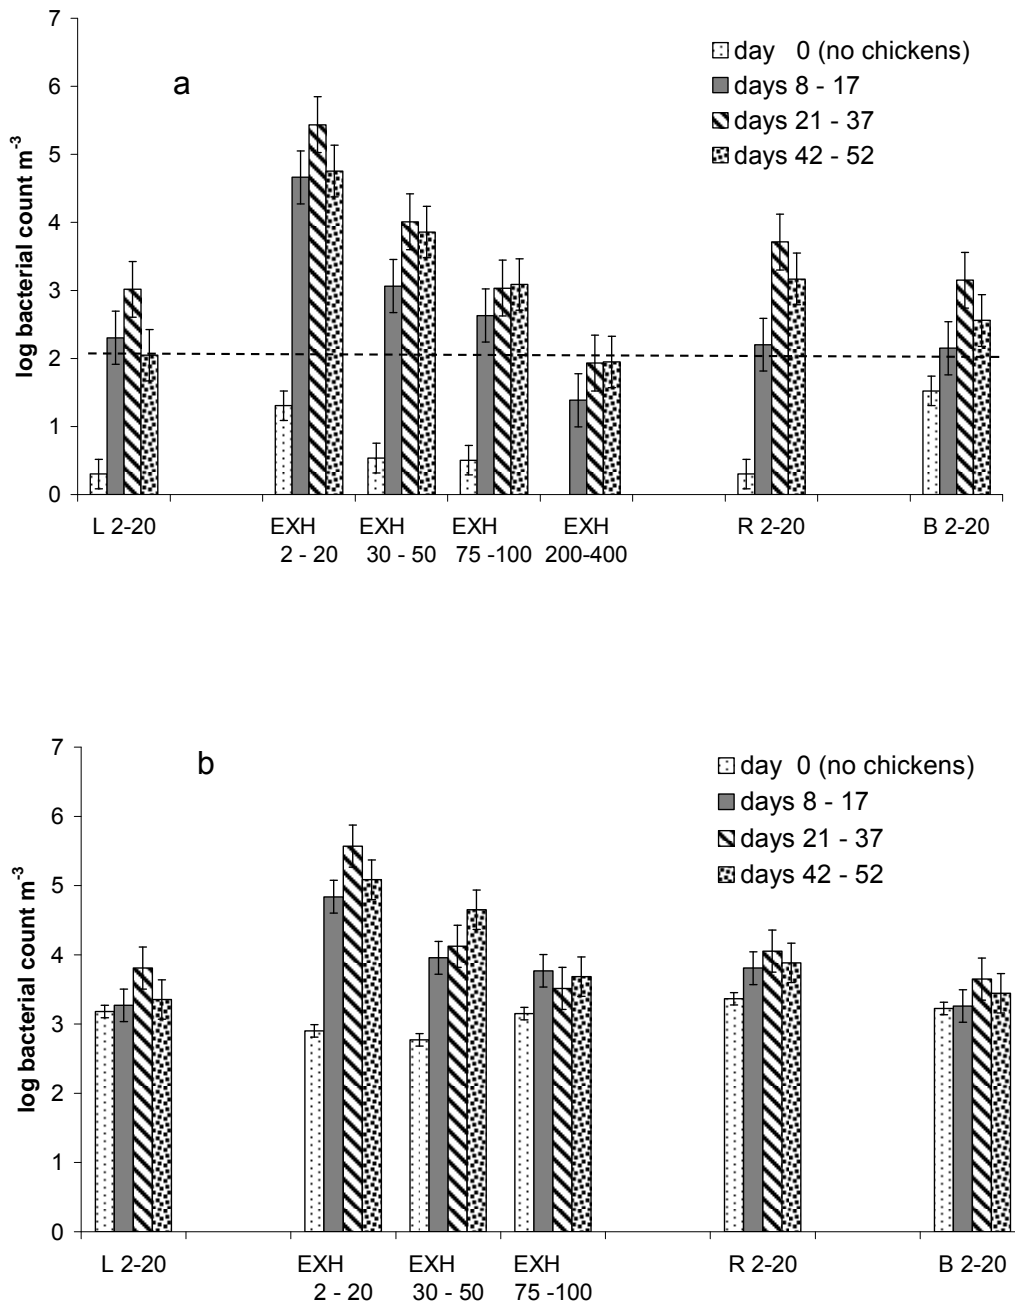 7
6
5
4
3
2
1
0
log bacterial count m-3
a
day 0 (no chickens)
days 8 - 17
days 21 - 37
days 42 - 52
L 2-20
EXH
2 - 20
EXH
30 - 50
EXH
75 -100
EXH
200-400
R 2-20
B 2-20
7
6
5
4
3
2
1
0
log bacterial count m-3
b
day 0 (no chickens)
days 8 - 17
days 21 - 37
days 42 - 52
L 2-20
EXH
2 - 20
EXH
30 - 50
EXH
75 -100
R 2-20
B 2-20